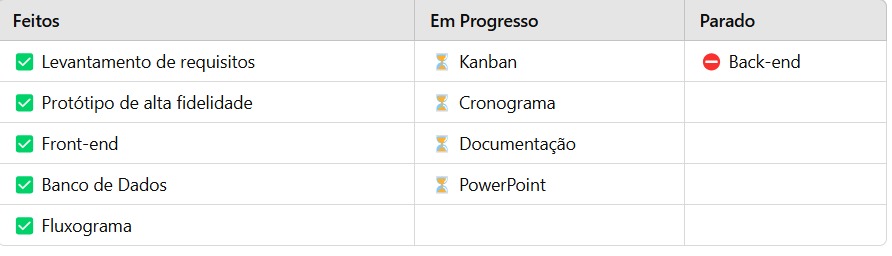 Feitos Em Progresso Parado
✅ Levantamento de requisitos ⏳ Kanban ⛔ Back-end
✅ Protótipo de alta fidelidade ⏳ Cronograma
✅ Front-end ⏳ Documentação
✅ Banco de Dados ⏳ PowerPoint
✅ Fluxograma